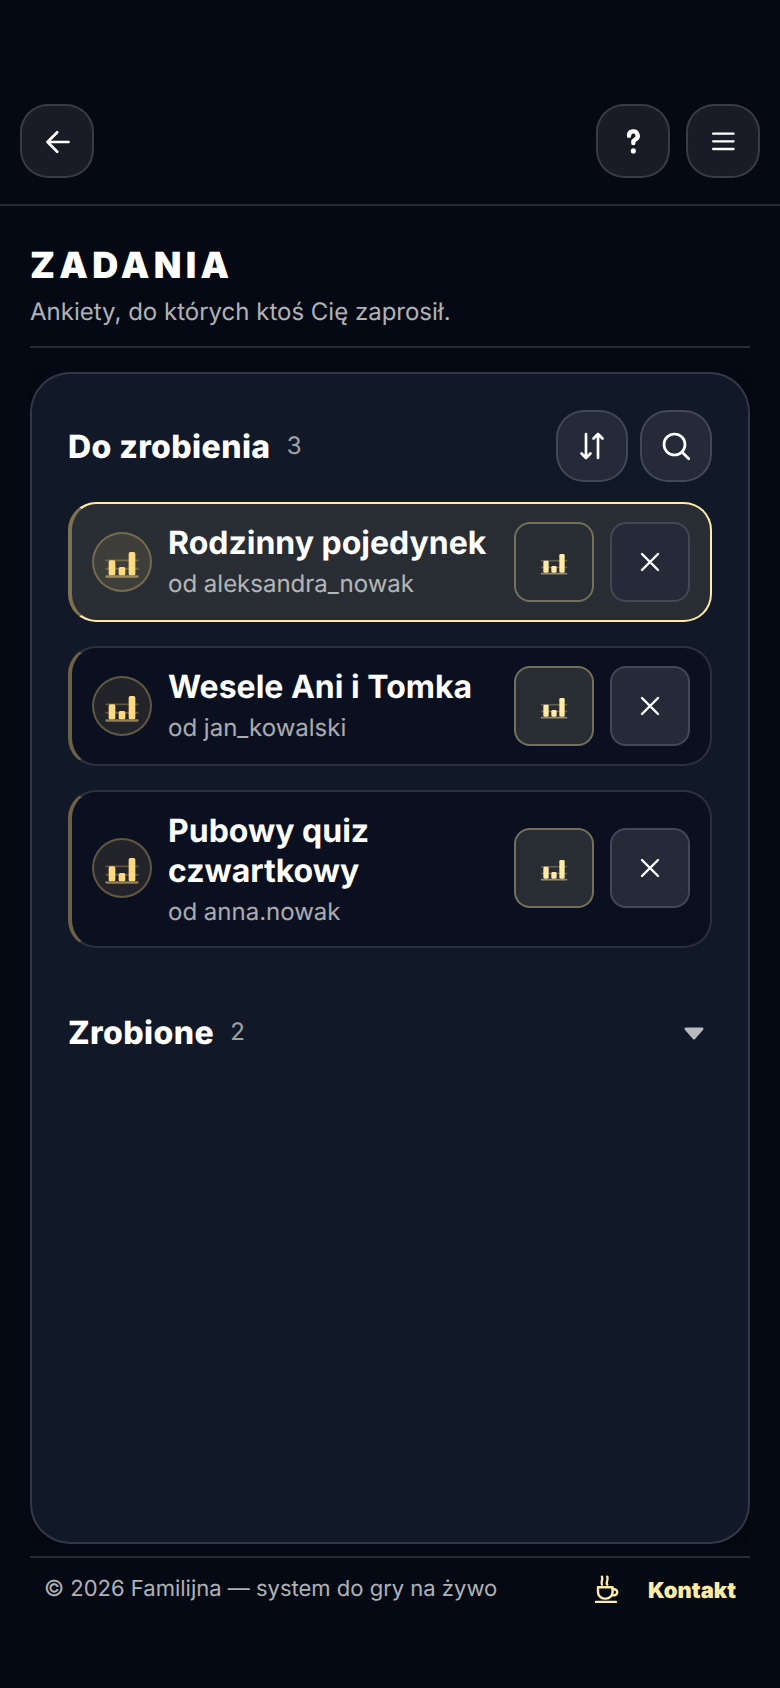 ?
ZADANIA
Ankiety, do których ktoś Cię zaprosił.
Do zrobienia 3
Rodzinny pojedynek
od aleksandra_nowak
Wesele Ani i Tomka
od jan_kowalski
Pubowy quiz
czwartkowy
od anna.nowak
Zrobione 2
© 2026 Familijna — system do gry na żywo
Kontakt